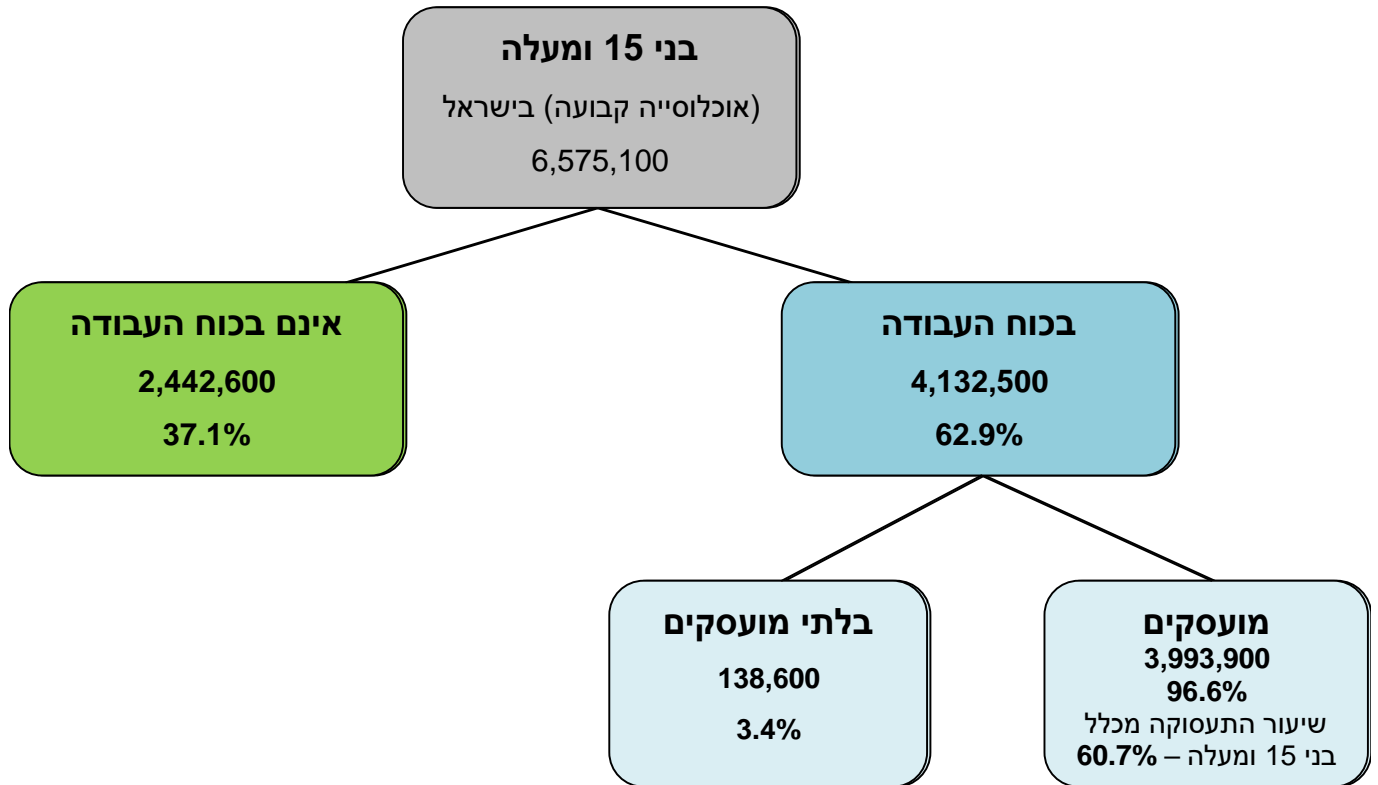 בני 15 ומעלה
(אוכלוסייה קבועה) בישראל
6,575,100
בכוח העבודה
4,132,500
62.9%
אינם בכוח העבודה
2,442,600
37.1%
מועסקים
3,993,900
96.6%
שיעור התעסוקה מכלל
בני 15 ומעלה – 60.7%
בלתי מועסקים
138,600
3.4%